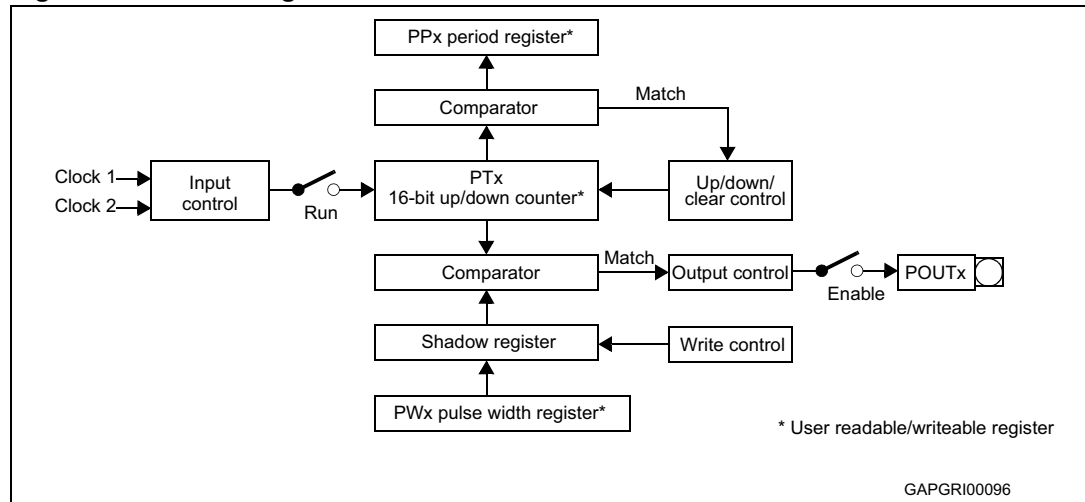 PPx period register*
Comparator
Match
Clock 1
Clock 2
Input
control
Run
PTx
16-bit up/down counter*
Up/down/
clear control
Comparator
Match
Output control
Enable
POUTx
Shadow register
Write control
PWx pulse width register*
* User readable/writeable register
GAPGRI00096